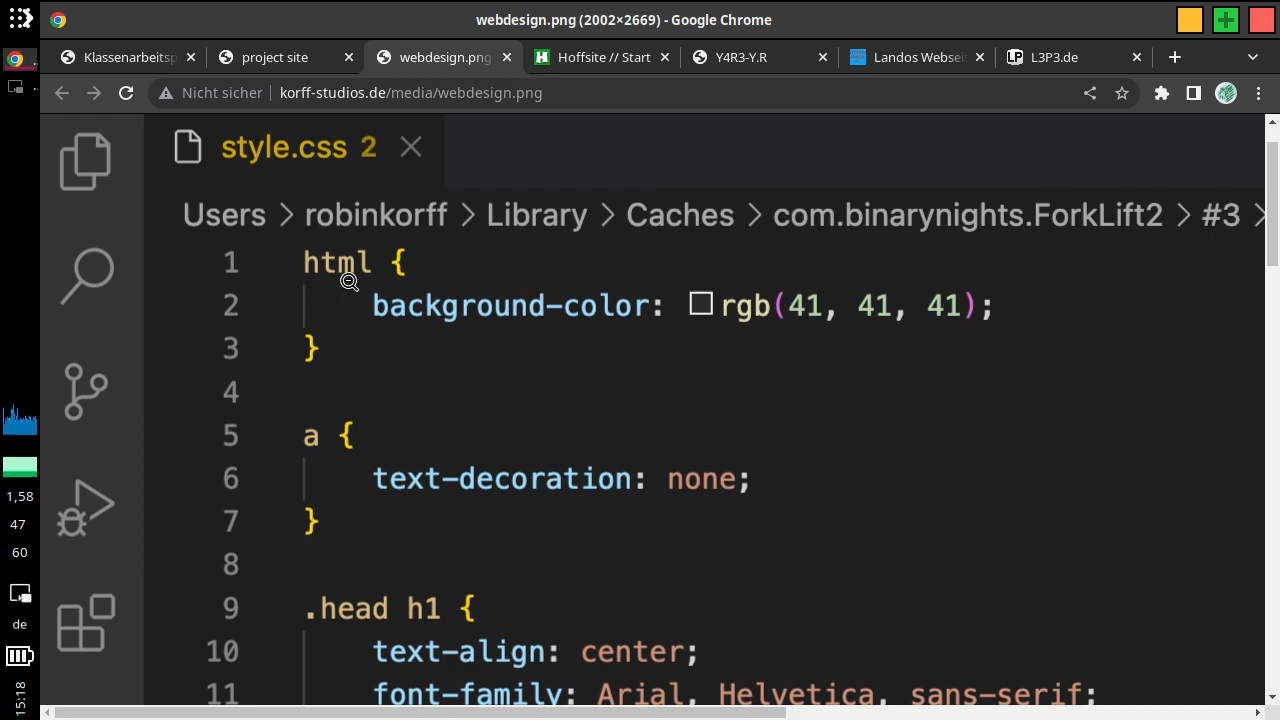 webdesign.png (2002×2669) - Google Chrome
Klassenarbeitsp
project site
webdesign.png
Hoffsite // Start
Y4R3-Y.R
Landos Websei
LP
L3P3.de
Nicht sicher
korff-studios.de/media/webdesign.png
style.css 2
Users > robinkorff > Library > Caches > com.binarynights.ForkLift2 > #3 >
1 html {
2 background-color: rgb(41, 41, 41);
3 }
4
5 a {
6 text-decoration: none;
7 }
8
9 .head h1 {
10 text-align: center;
11 font-family: Arial, Helvetica, sans-serif;
1,58
47
60
de
15:18